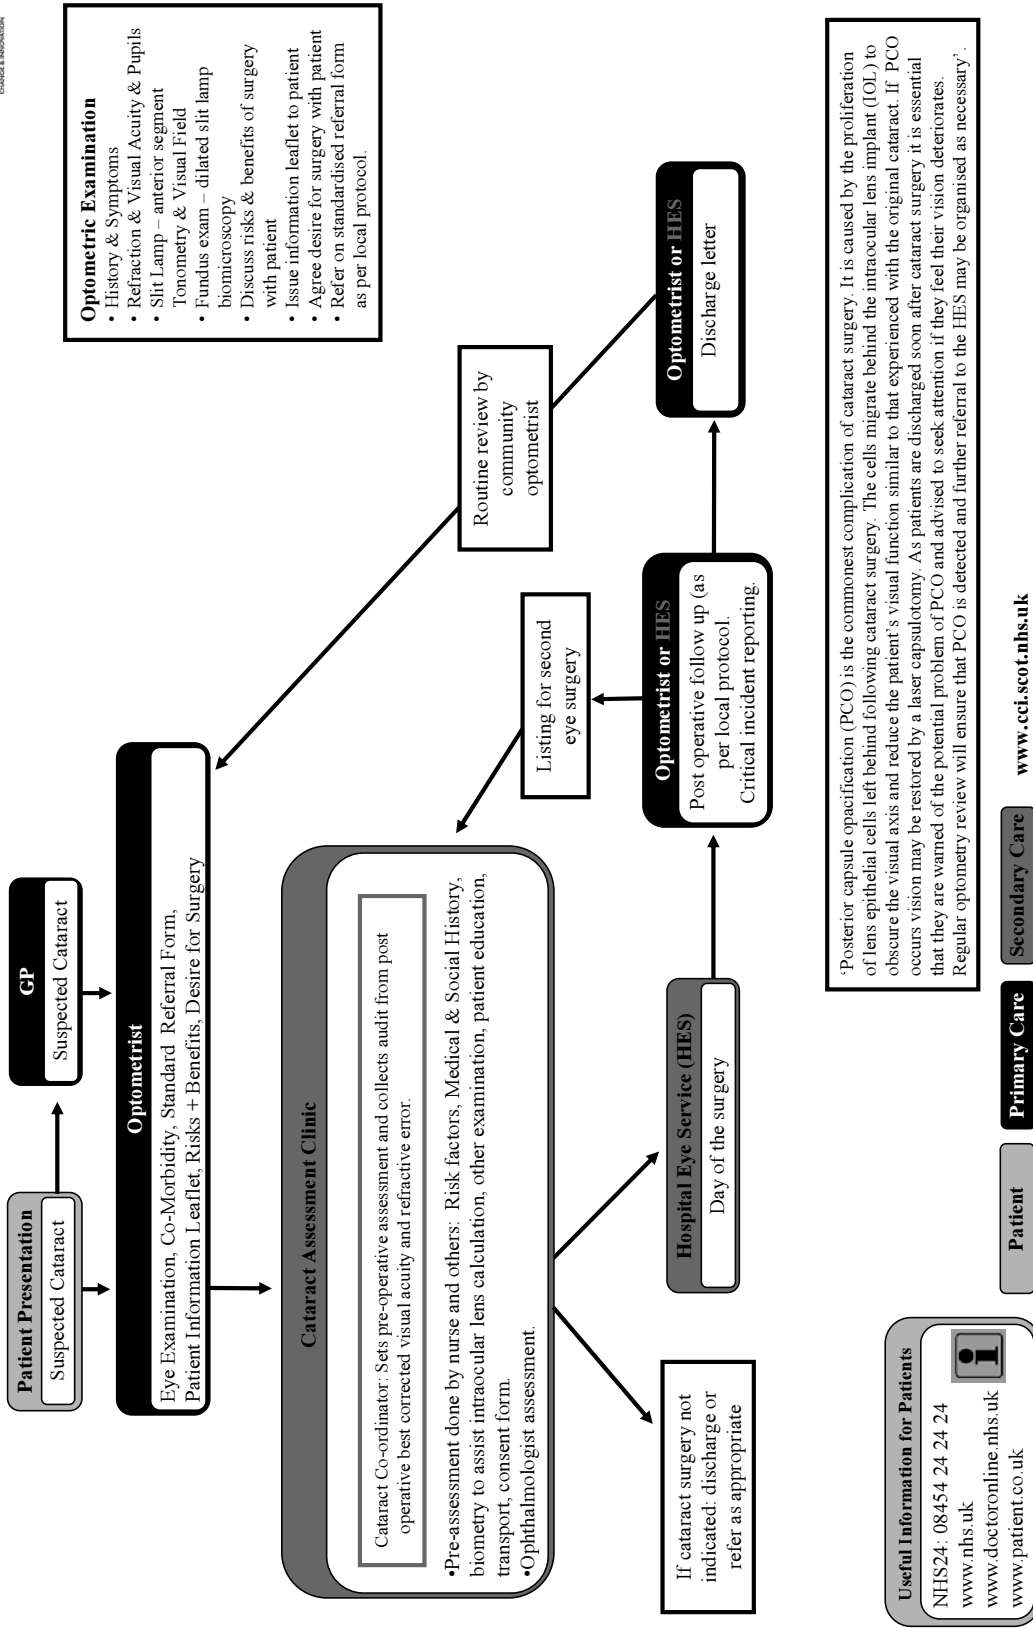 CHANGE & INNOVATION
Patient Presentation
Suspected Cataract
GP
Suspected Cataract
Optometrist
Eye Examination, Co-Morbidity, Standard Referral Form,
Patient Information Leaflet, Risks + Benefits, Desire for Surgery
Optometric Examination
• History & Symptoms
• Refraction & Visual Acuity & Pupils
• Slit Lamp – anterior segment
Tonometry & Visual Field
• Fundus exam – dilated slit lamp
biomicroscopy
• Discuss risks & benefits of surgery
with patient
• Issue information leaflet to patient
• Agree desire for surgery with patient
• Refer on standardised referral form
as per local protocol.
Cataract Assessment Clinic
Cataract Co-ordinator: Sets pre-operative assessment and collects audit from post
operative best corrected visual acuity and refractive error.
•Pre-assessment done by nurse and others: Risk factors, Medical & Social History,
biometry to assist intraocular lens calculation, other examination, patient education,
transport, consent form.
•Ophthalmologist assessment.
Routine review by
community
optometrist
Listing for second
eye surgery
If cataract surgery not
indicated: discharge or
refer as appropriate
Hospital Eye Service (HES)
Day of the surgery
Optometrist or HES
Post operative follow up (as
per local protocol.
Critical incident reporting.
Optometrist or HES
Discharge letter
‘Posterior capsule opacification (PCO) is the commonest complication of cataract surgery. It is caused by the proliferation
of lens epithelial cells left behind following cataract surgery. The cells migrate behind the intraocular lens implant (IOL) to
obscure the visual axis and reduce the patient’s visual function similar to that experienced with the original cataract. If PCO
occurs vision may be restored by a laser capsulotomy. As patients are discharged soon after cataract surgery it is essential
that they are warned of the potential problem of PCO and advised to seek attention if they feel their vision deteriorates.
Regular optometry review will ensure that PCO is detected and further referral to the HES may be organised as necessary’.
Useful Information for Patients
NHS24: 08454 24 24 24
www.nhs.uk
www.doctoronline.nhs.uk
www.patient.co.uk
i
Patient
Primary Care
Secondary Care
www.cci.scot.nhs.uk